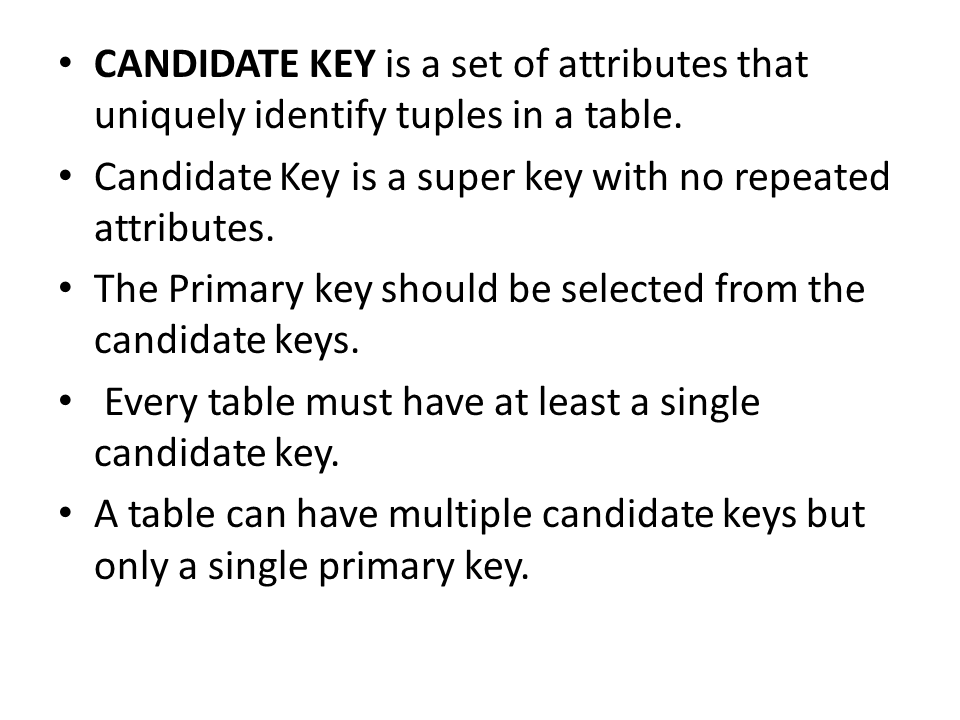 • CANDIDATE KEY is a set of attributes that
uniquely identify tuples in a table.
• Candidate Key is a super key with no repeated
attributes.
• The Primary key should be selected from the
candidate keys.
• Every table must have at least a single
candidate key.
• A table can have multiple candidate keys but
only a single primary key.